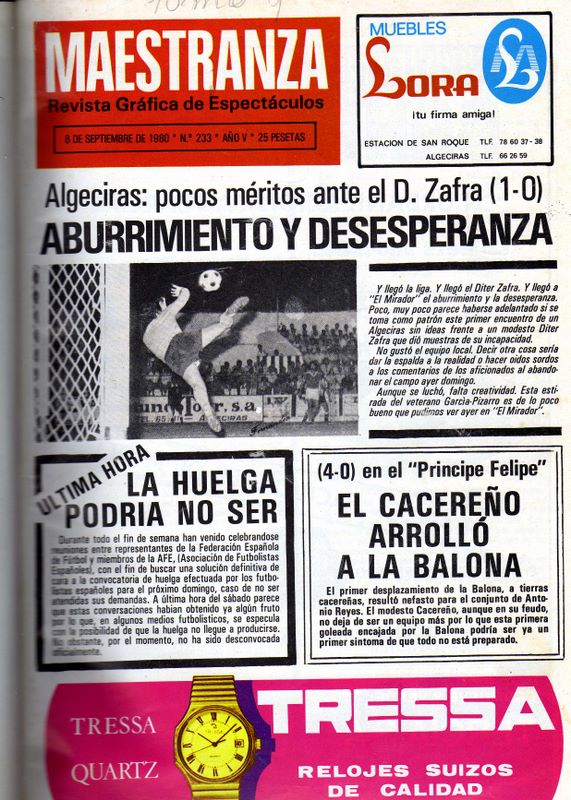 Tomo 9
MAESTRANZA
Revista Gráfica de Espectáculos
8 DE SEPTIEMBRE DE 1980 * N.º 233 * AÑO V * 25 PESETAS
MUEBLES
LORA
¡tu firma amiga!
ESTACION DE SAN ROQUE TLF. 78 60 37-38
ALGECIRAS TLF. 66 26 59
Algeciras: pocos méritos ante el D. Zafra (1-0)
ABURRIMIENTO Y DESESPERANZA
Y llegó la liga. Y llegó el Díter Zafra. Y llegó a
"El Mirador" el aburrimiento y la desesperanza.
Poco, muy poco parece haberse adelantado si se
toma como patrón este primer encuentro de un
Algeciras sin ideas frente a un modesto Díter
Zafra que dió muestras de su incapacidad.
No gustó el equipo local. Decir otra cosa sería
dar la espalda a la realidad o hacer oídos sordos
a los comentarios de los aficionados al abando-
nar el campo ayer domingo.
Aunque se luchó, falta creatividad. Esta esti-
rada del veterano García-Pizarro es de lo poco
bueno que pudimos ver ayer en "El Mirador".
s.a.
TEL. 65
ALGECIRAS
ULTIMA HORA
LA HUELGA
PODRIA NO SER
Durante todo el fin de semana han venido celebrandose
reuniones entre representantes de la Federación Española
de Fútbol y miembros de la AFE, (Asociación de Futbolistas
Españoles), con el fin de buscar una solución definitiva de
cara a la convocatoria de huelga efectuada por los futbo-
listas españoles para el próximo domingo, caso de no ser
atendidas sus demandas. A última hora del sábado parece
que estas conversaciones habían obtenido ya algún fruto
por lo que, en algunos medios futbolisticos, se especula
con la posibilidad de que la huelga no llegue a producirse.
No obstante, por el momento, no ha sido desconvocada
oficialmente.
(4-0) en el "Principe Felipe"
EL CACEREÑO
ARROLLÓ
A LA BALONA
El primer desplazamiento de la Balona, a tierras
cacereñas, resultó nefasto para el conjunto de Anto-
nio Reyes. El modesto Cacereño, aunque en su feudo,
no deja de ser un equipo más por lo que esta primera
goleada encajada por la Balona podría ser ya un
primer sintoma de que todo no está preparado.
TRESSA
QUARTZ
TRESSA
RELOJES SUIZOS
DE CALIDAD